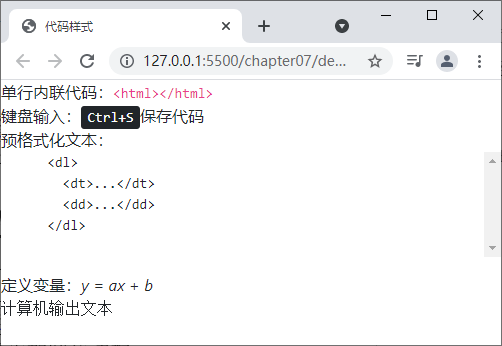 代码样式
127.0.0.1:5500/chapter07/de...
单行内联代码：<html></html>
键盘输入：Ctrl+S保存代码
预格式化文本：
<dl>
<dt>...</dt>
<dd>...</dd>
</dl>
定义变量：y = ax + b
计算机输出文本